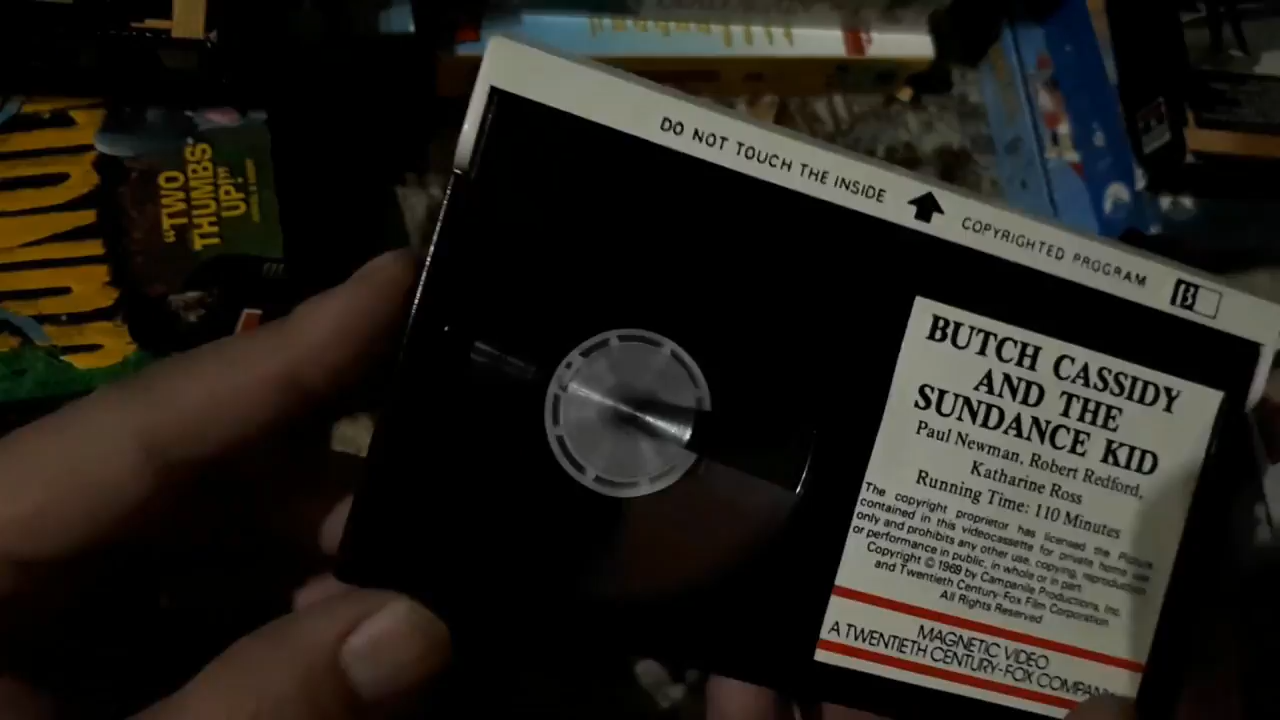 "TWO
THUMBS
UP!"
DO NOT TOUCH THE INSIDE
COPYRIGHTED PROGRAM
BUTCH CASSIDY
AND THE
SUNDANCE KID
Paul Newman, Robert Redford,
Katharine Ross
Running Time: 110 Minutes
The copyright proprietor has licensed the Picture
contained in this videocassette for private home use
only and prohibits any other use, copying, reproduction
or performance in public, in whole or in part.
Copyright © 1969 by Campanile Productions, Inc.
and Twentieth Century-Fox Film Corporation
All Rights Reserved
MAGNETIC VIDEO
A TWENTIETH CENTURY-FOX COMPANY